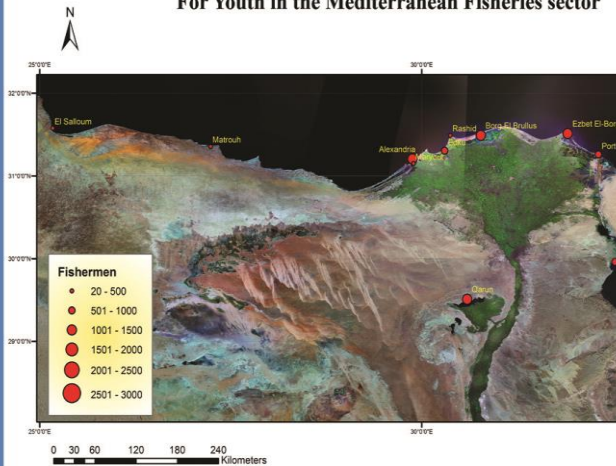 For Youth in the Mediterranean Fisheries sector
N
25°0'0"E
30°0'0"E
32°0'0"N
31°0'0"N
30°0'0"N
29°0'0"N
El Salloum
Matrouh
Alexandria
Rashid
Borg El Brullus
Ezbet El-Bor
Port
Qarun
Fishermen
20 - 500
501 - 1000
1001 - 1500
1501 - 2000
2001 - 2500
2501 - 3000
25°0'0"E
30°0'0"E
0 30 60 120 180 240
Kilometers